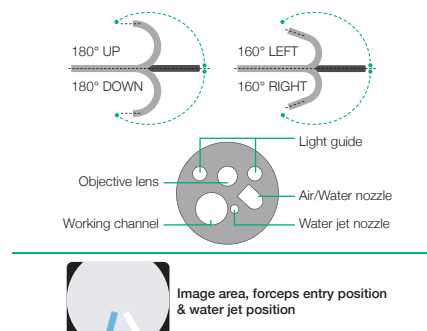 180° UP
180° DOWN
160° LEFT
160° RIGHT
Light guide
Objective lens
Air/Water nozzle
Working channel
Water jet nozzle
Image area, forceps entry position
& water jet position